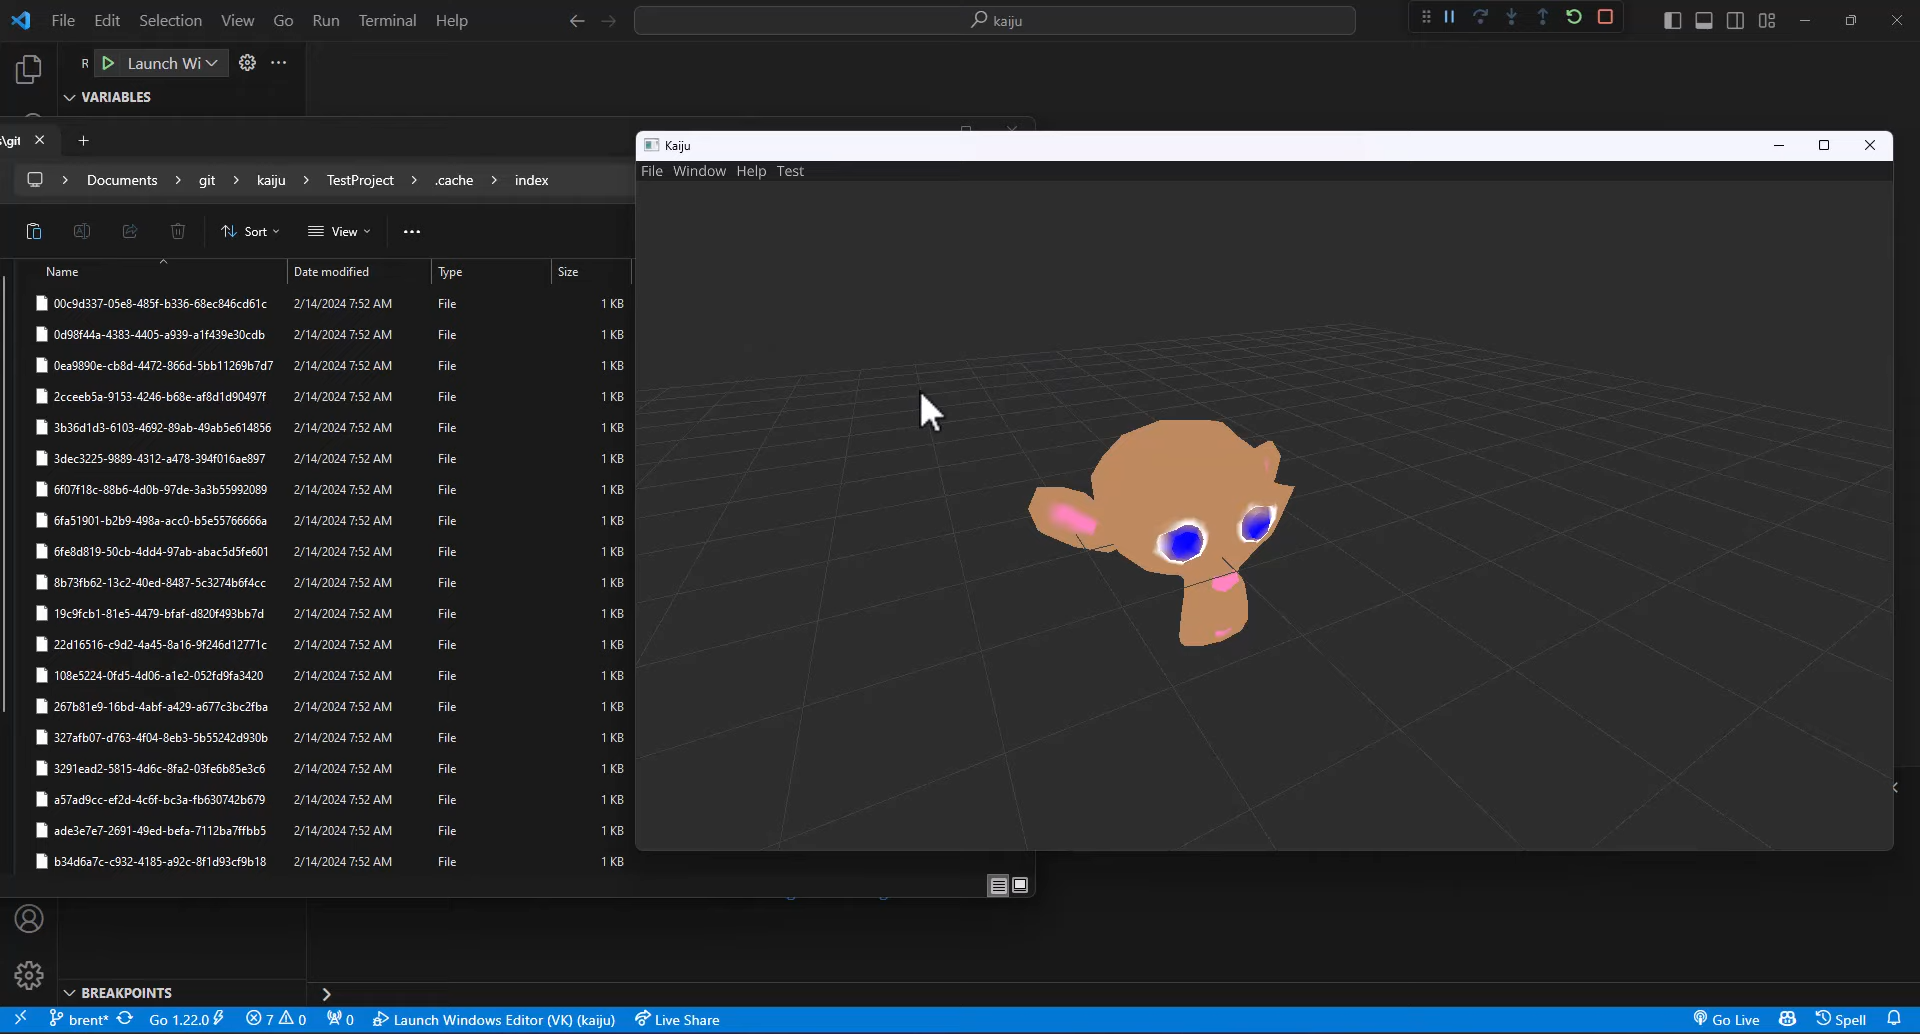 File Edit Selection View Go Run Terminal Help
kaiju
R Launch Wi
VARIABLES
s\git
Documents > git > kaiju > TestProject > .cache > index
Sort View
Name Date modified Type Size
00c9d337-05e8-485f-b336-68ec846cd61c 2/14/2024 7:52 AM File 1 KB
0d98f44a-4383-4405-a939-a1f439e30cdb 2/14/2024 7:52 AM File 1 KB
0ea9890e-cb8d-4472-866d-5bb11269b7d7 2/14/2024 7:52 AM File 1 KB
2cceeb5a-9153-4246-b68e-af8d1d90497f 2/14/2024 7:52 AM File 1 KB
3b36d1d3-6103-4692-89ab-49ab5e614856 2/14/2024 7:52 AM File 1 KB
3dec3225-9889-4312-a478-394f016ae897 2/14/2024 7:52 AM File 1 KB
6f07f18c-88b6-4d0b-97de-3a3b55992089 2/14/2024 7:52 AM File 1 KB
6fa51901-b2b9-498a-acc0-b5e55766666a 2/14/2024 7:52 AM File 1 KB
6fe8d819-50cb-4dd4-97ab-abac5d5fe601 2/14/2024 7:52 AM File 1 KB
8b73fb62-13c2-40ed-8487-5c3274b6f4cc 2/14/2024 7:52 AM File 1 KB
19c9fcb1-81e5-4479-bfaf-d820f493bb7d 2/14/2024 7:52 AM File 1 KB
22d16516-c9d2-4a45-8a16-9f246d12771c 2/14/2024 7:52 AM File 1 KB
108e5224-0fd5-4d06-a1e2-052fd9fa3420 2/14/2024 7:52 AM File 1 KB
267b81e9-16bd-4abf-a429-a677c3bc2fba 2/14/2024 7:52 AM File 1 KB
327afb07-d763-4f04-8eb3-5b55242d930b 2/14/2024 7:52 AM File 1 KB
3291ead2-5815-4d6c-8fa2-03fe6b85e3c6 2/14/2024 7:52 AM File 1 KB
a57ad9cc-ef2d-4c6f-bc3a-fb630742b679 2/14/2024 7:52 AM File 1 KB
ade3e7e7-2691-49ed-befa-7112ba7ffbb5 2/14/2024 7:52 AM File 1 KB
b34d6a7c-c932-4185-a92c-8f1d93cf9b18 2/14/2024 7:52 AM File 1 KB
Kaiju
File Window Help Test
BREAKPOINTS
brent* Go 1.22.0 7 0 0 Launch Windows Editor (VK) (kaiju) Live Share Go Live Spell